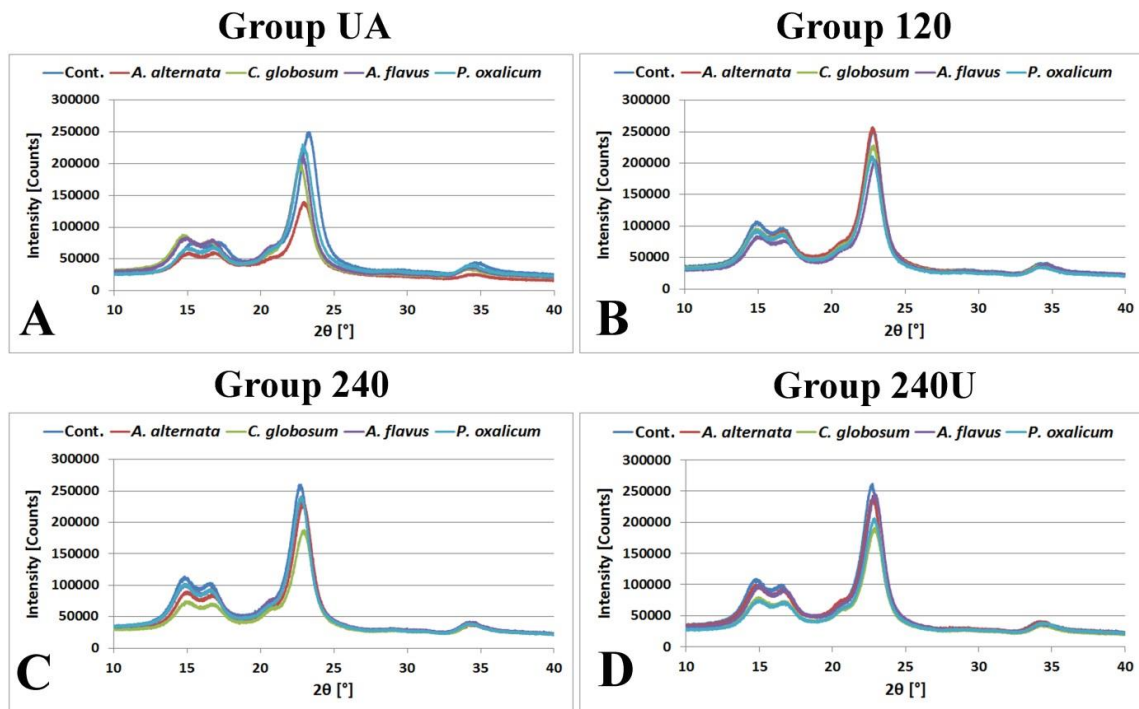 Group UA
Cont. A. alternata C. globosum A. flavus P. oxalicum
Intensity [Counts]
300000
250000
200000
150000
100000
50000
0
10 15 20 25 30 35 40
2θ [°]
A
Group 120
Cont. A. alternata C. globosum A. flavus P. oxalicum
Intensity [Counts]
300000
250000
200000
150000
100000
50000
0
10 15 20 25 30 35 40
2θ [°]
B
Group 240
Cont. A. alternata C. globosum A. flavus P. oxalicum
Intensity [Counts]
300000
250000
200000
150000
100000
50000
0
10 15 20 25 30 35 40
2θ [°]
C
Group 240U
Cont. A. alternata C. globosum A. flavus P. oxalicum
Intensity [Counts]
300000
250000
200000
150000
100000
50000
0
10 15 20 25 30 35 40
2θ [°]
D